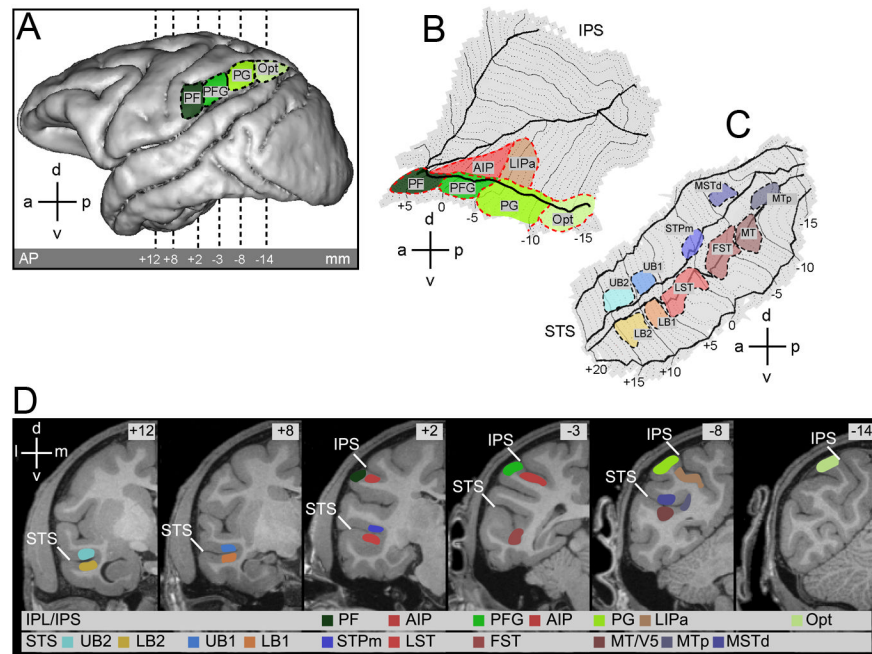 A
PF PFG PG Opt
d
a p
v
AP +12 +8 +2 -3 -8 -14 mm
B
IPS
AIP LIPa
PF PFG PG Opt
+5 0 -5 -10 -15
d
a p
v
C
MSTd MTp
STPm FST MT
UB2 UB1 LST
LB2 LB1
STS
+20 +15 +10 +5 0 -5 -10 -15
d
a p
v
D
d
l m
v
+12 +8 +2 -3 -8 -14
IPS IPS IPS IPS
STS STS STS STS STS
IPL/IPS PF AIP PFG AIP PG LIPa Opt
STS UB2 LB2 UB1 LB1 STPm LST FST MT/V5 MTp MSTd